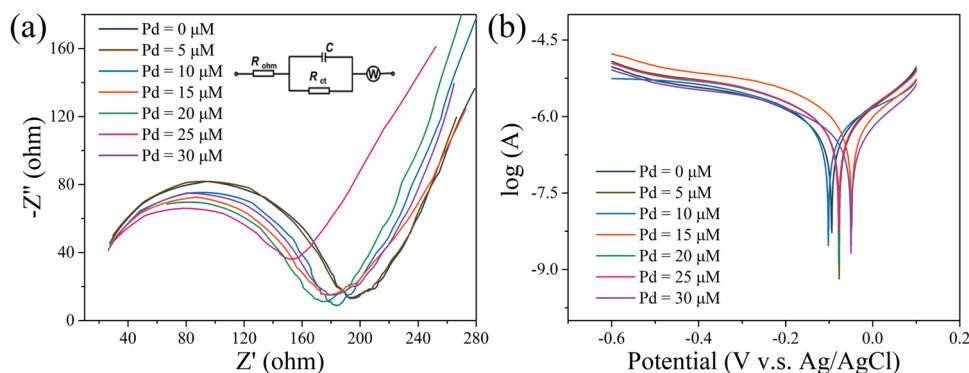 (a)
Pd = 0 μM
Pd = 5 μM
Pd = 10 μM
Pd = 15 μM
Pd = 20 μM
Pd = 25 μM
Pd = 30 μM
R ohm
C
R ct
W
160
120
80
40
0
-Z" (ohm)
40 80 120 160 200 240 280
Z' (ohm)
(b)
-4.5
-6.0
-7.5
-9.0
log (A)
Pd = 0 μM
Pd = 5 μM
Pd = 10 μM
Pd = 15 μM
Pd = 20 μM
Pd = 25 μM
Pd = 30 μM
-0.6 -0.4 -0.2 0.0 0.2
Potential (V v.s. Ag/AgCl)